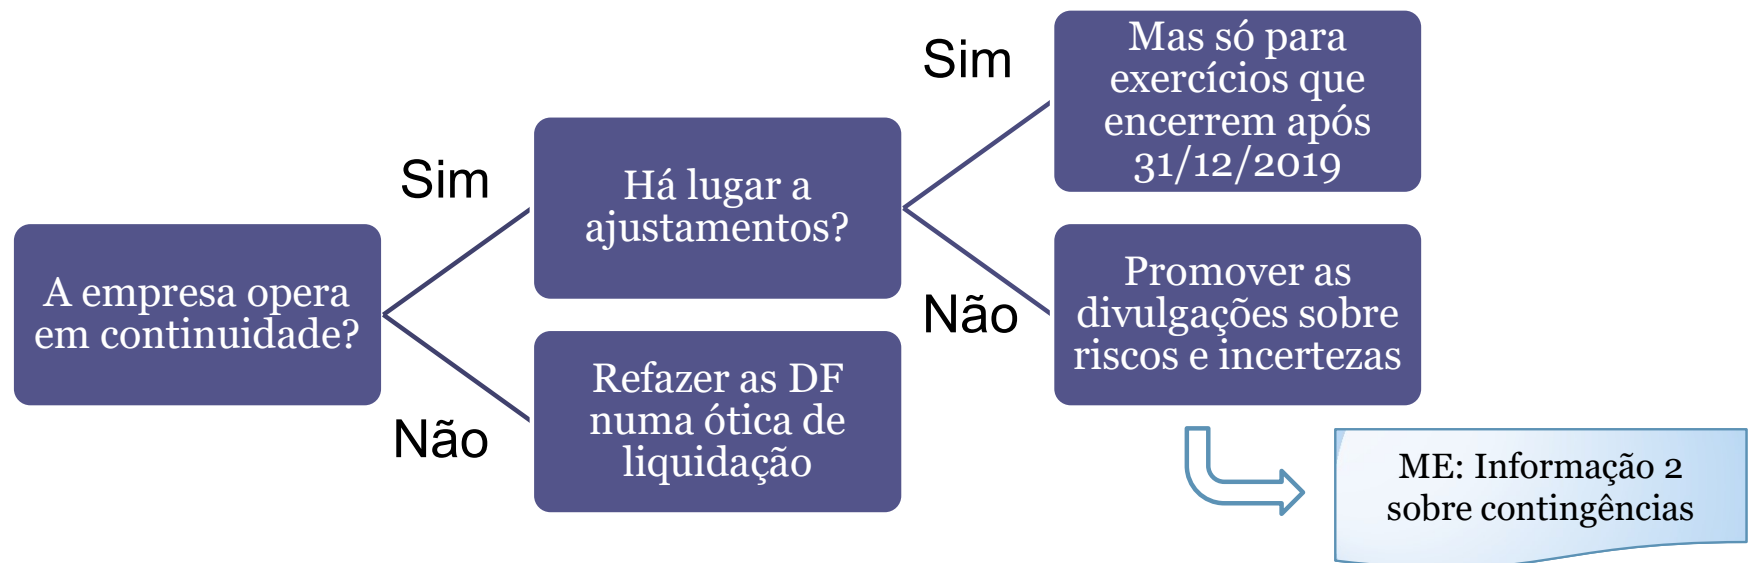 A empresa opera
em continuidade?
Sim
Não
Há lugar a
ajustamentos?
Refazer as DF
numa ótica de
liquidação
Sim
Não
Mas só para
exercícios que
encerrem após
31/12/2019
Promover as
divulgações sobre
riscos e incertezas
ME: Informação 2
sobre contingências